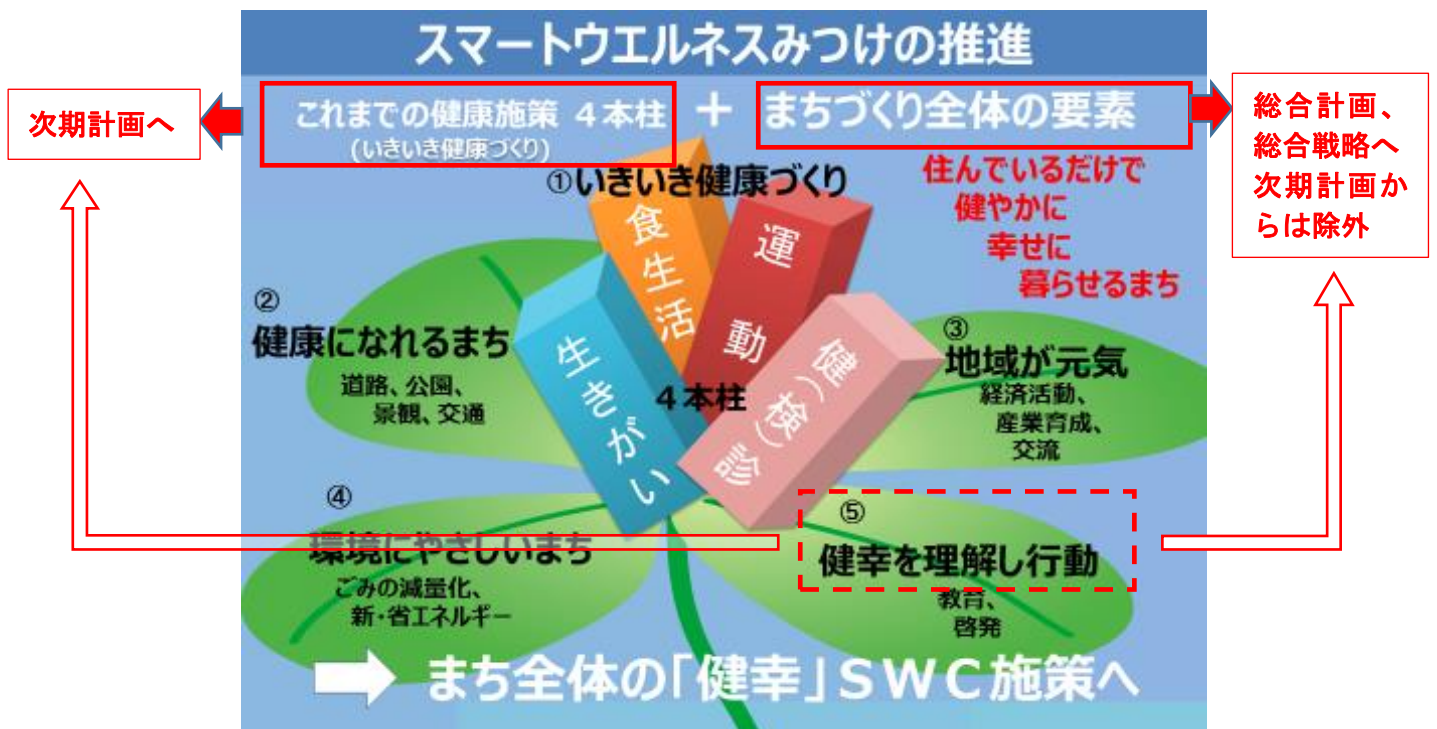 スマートウエルネスみつけの推進
次期計画へ
これまでの健康施策 4本柱
(いきいき健康づくり)
＋
まちづくり全体の要素
総合計画、
総合戦略へ
次期計画か
らは除外
①いきいき健康づくり
住んでいるだけで
健やかに
幸せに
暮らせるまち
食生活
運動
生きがい
健(検)診
4本柱
②
健康になれるまち
道路、公園、
景観、交通
③
地域が元気
経済活動、
産業育成、
交流
④
環境にやさしいまち
ごみの減量化、
新・省エネルギー
⑤
健幸を理解し行動
教育、
啓発
まち全体の「健幸」SWC施策へ